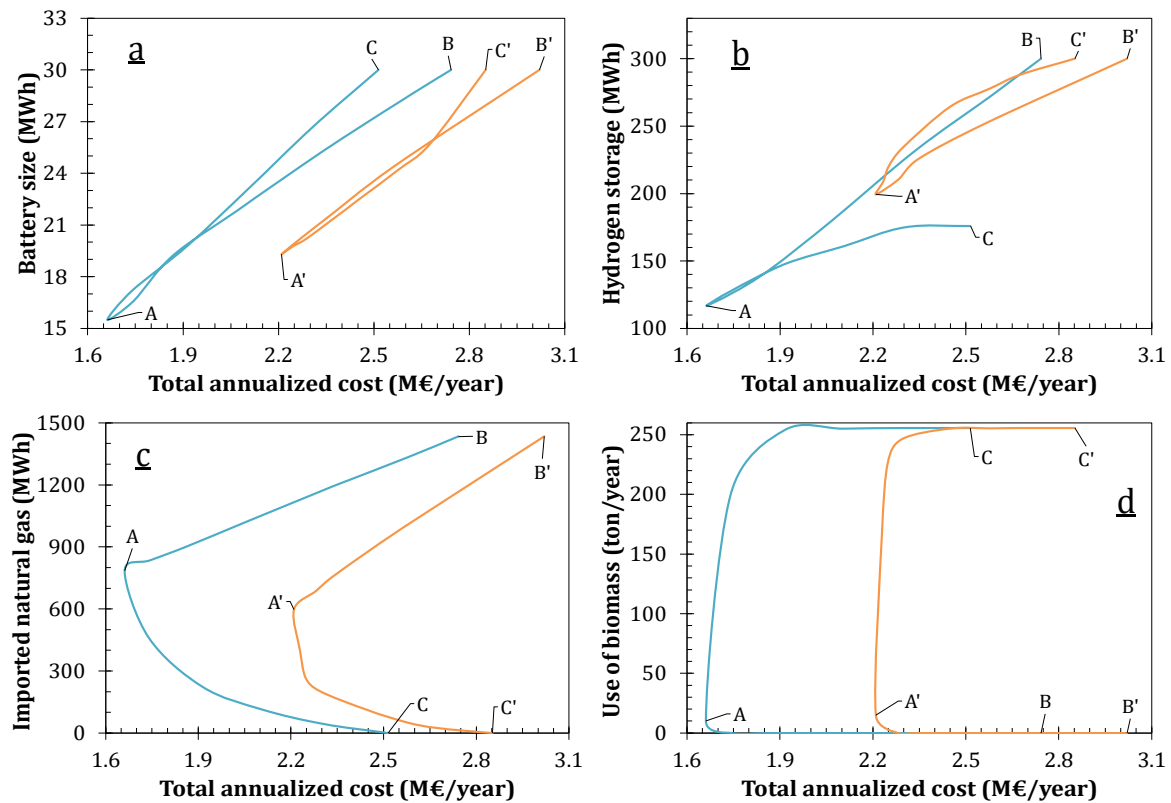 a
Battery size (MWh)
33
30
27
24
21
18
15
C
B
C'
B'
A
A'
1.6
1.9
2.2
2.5
2.8
3.1
Total annualized cost (M€/year)
b
Hydrogen storage (MWh)
300
250
200
150
100
B
C'
B'
A'
C
A
1.6
1.9
2.2
2.5
2.8
3.1
Total annualized cost (M€/year)
c
Imported natural gas (MWh)
1500
1200
900
600
300
0
B
B'
A
A'
C
C'
1.6
1.9
2.2
2.5
2.8
3.1
Total annualized cost (M€/year)
d
Use of biomass (ton/year)
250
200
150
100
50
0
C
C'
A
A'
B
B'
1.6
1.9
2.2
2.5
2.8
3.1
Total annualized cost (M€/year)